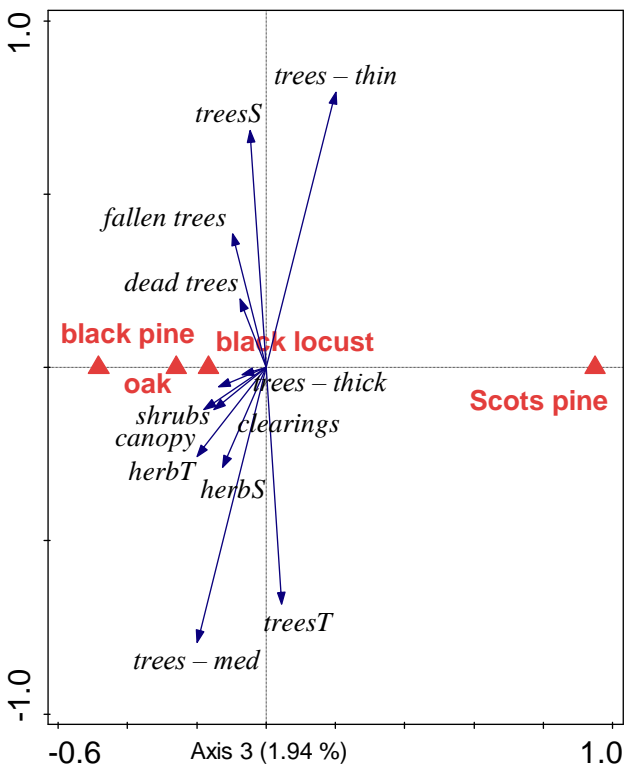 1.0
trees – thin
treesS
fallen trees
dead trees
black pine
black locust
oak
trees – thick
Scots pine
shrubs
clearings
canopy
herbT
herbS
treesT
trees – med
-1.0
-0.6
Axis 3 (1.94 %)
1.0